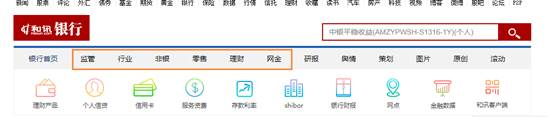 新闻 股票 评论 外汇 债券 基金 期货 黄金 银行 保险 数据 行情 信托 理财 收藏 读书 汽车 房产 科技 视频 博客 微博 股吧 论坛 P2P
和讯银行 中银平稳收益(AMZYPWSH-S1316-1Y)(个人)
银行首页 监管 行业 非银 零售 理财 网金 研报 舆情 策划 图片 原创 滚动
理财产品 个人信贷 信用卡 服务资费 存款利率 shibor 银行财报 网点 金融数据 和讯客户端